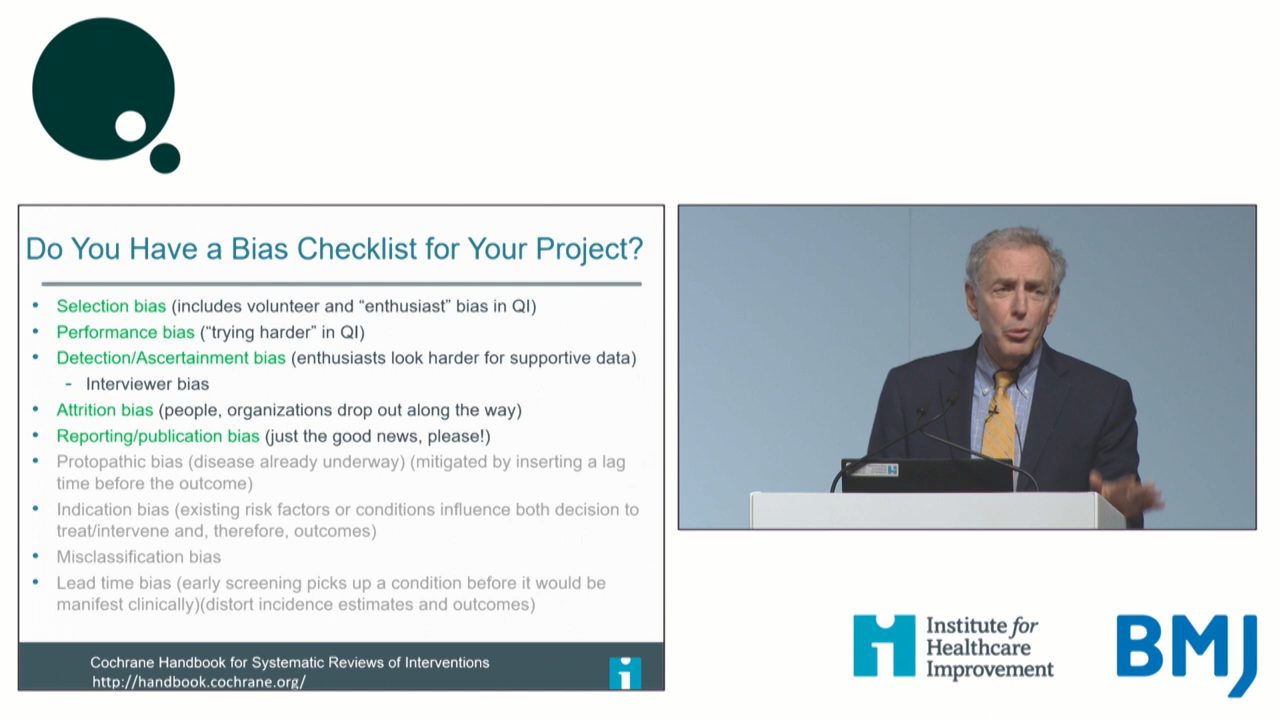 Do You Have a Bias Checklist for Your Project?
• Selection bias (includes volunteer and “enthusiast” bias in QI)
• Performance bias (“trying harder” in QI)
• Detection/Ascertainment bias (enthusiasts look harder for supportive data)
- Interviewer bias
• Attrition bias (people, organizations drop out along the way)
• Reporting/publication bias (just the good news, please!)
• Protopathic bias (disease already underway) (mitigated by inserting a lag
time before the outcome)
• Indication bias (existing risk factors or conditions influence both decision to
treat/intervene and, therefore, outcomes)
• Misclassification bias
• Lead time bias (early screening picks up a condition before it would be
manifest clinically)(distort incidence estimates and outcomes)
Cochrane Handbook for Systematic Reviews of Interventions
http://handbook.cochrane.org/
Institute for
Healthcare
Improvement
BMJ